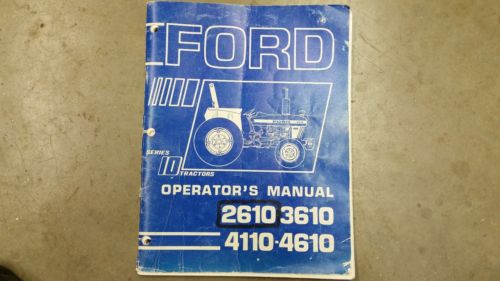 FORD
SERIES
10 TRACTORS
OPERATOR'S MANUAL
2610 3610
4110-4610